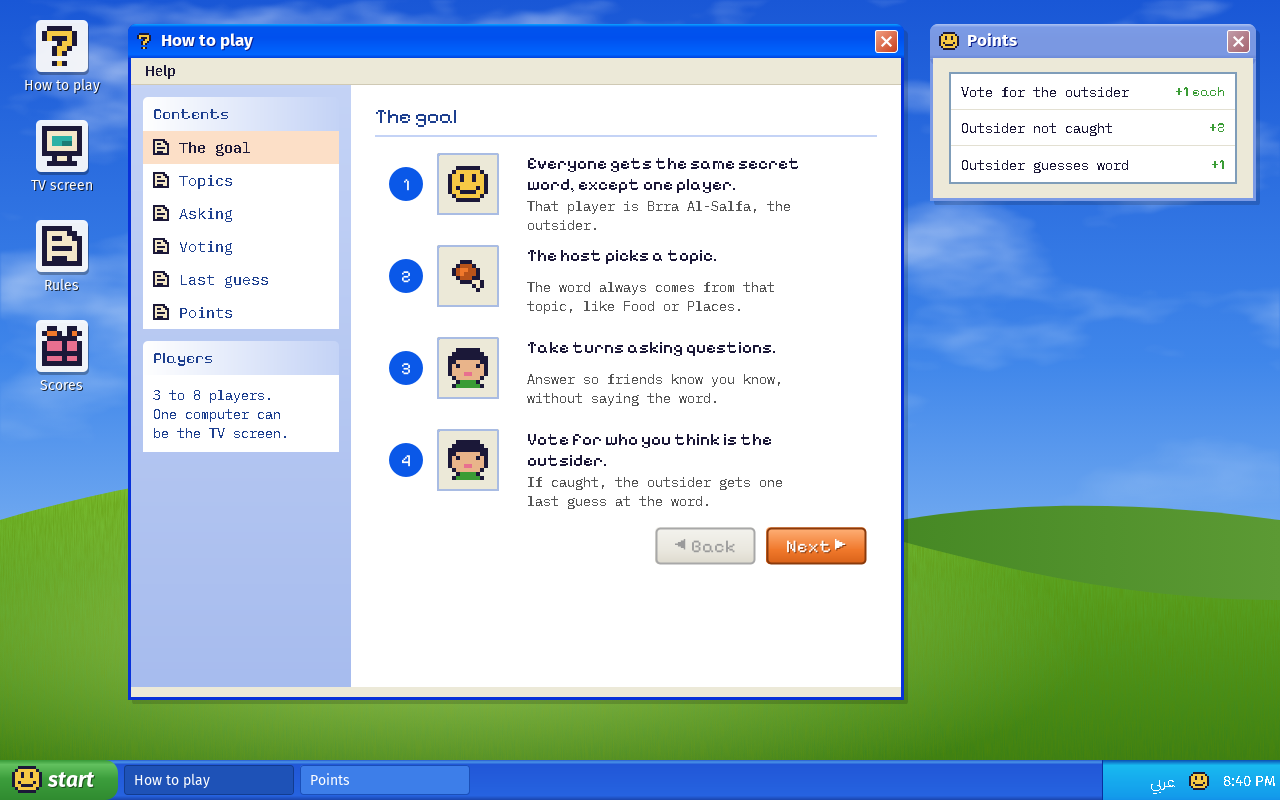 How to play
TV screen
Rules
Scores
How to play
Help
Contents
The goal
Topics
Asking
Voting
Last guess
Points
Players
3 to 8 players.
One computer can
be the TV screen.
The goal
1
Everyone gets the same secret
word, except one player.
That player is Brra Al-Salfa, the
outsider.
2
The host picks a topic.
The word always comes from that
topic, like Food or Places.
3
Take turns asking questions.
Answer so friends know you know,
without saying the word.
4
Vote for who you think is the
outsider.
If caught, the outsider gets one
last guess at the word.
Back
Next
Points
Vote for the outsider +1 each
Outsider not caught +2
Outsider guesses word +1
start
How to play
Points
عربي
8:40 PM